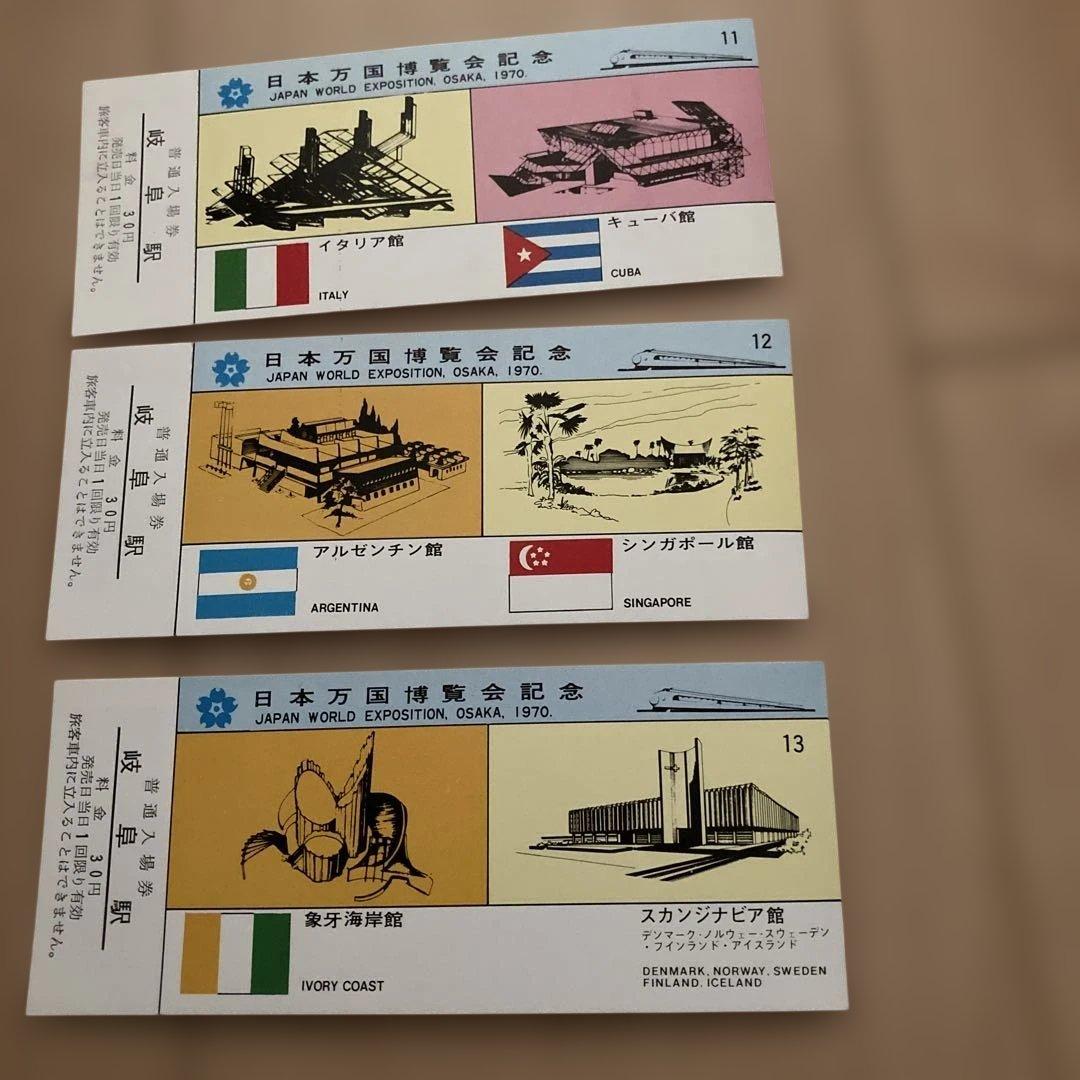 普通入場券
岐阜駅
料金 30円
発売日当日1回限り有効
旅客車内に立入ることはできません。
日本万国博覧会記念
JAPAN WORLD EXPOSITION, OSAKA, 1970.
11
イタリア館
ITALY
キューバ館
CUBA
普通入場券
岐阜駅
料金 30円
発売日当日1回限り有効
旅客車内に立入ることはできません。
日本万国博覧会記念
JAPAN WORLD EXPOSITION, OSAKA, 1970.
12
アルゼンチン館
ARGENTINA
シンガポール館
SINGAPORE
普通入場券
岐阜駅
料金 30円
発売日当日1回限り有効
旅客車内に立入ることはできません。
日本万国博覧会記念
JAPAN WORLD EXPOSITION, OSAKA, 1970.
13
象牙海岸館
IVORY COAST
スカンジナビア館
デンマーク・ノルウェー・スウェーデン
・フインランド・アイスランド
DENMARK, NORWAY, SWEDEN
FINLAND, ICELAND